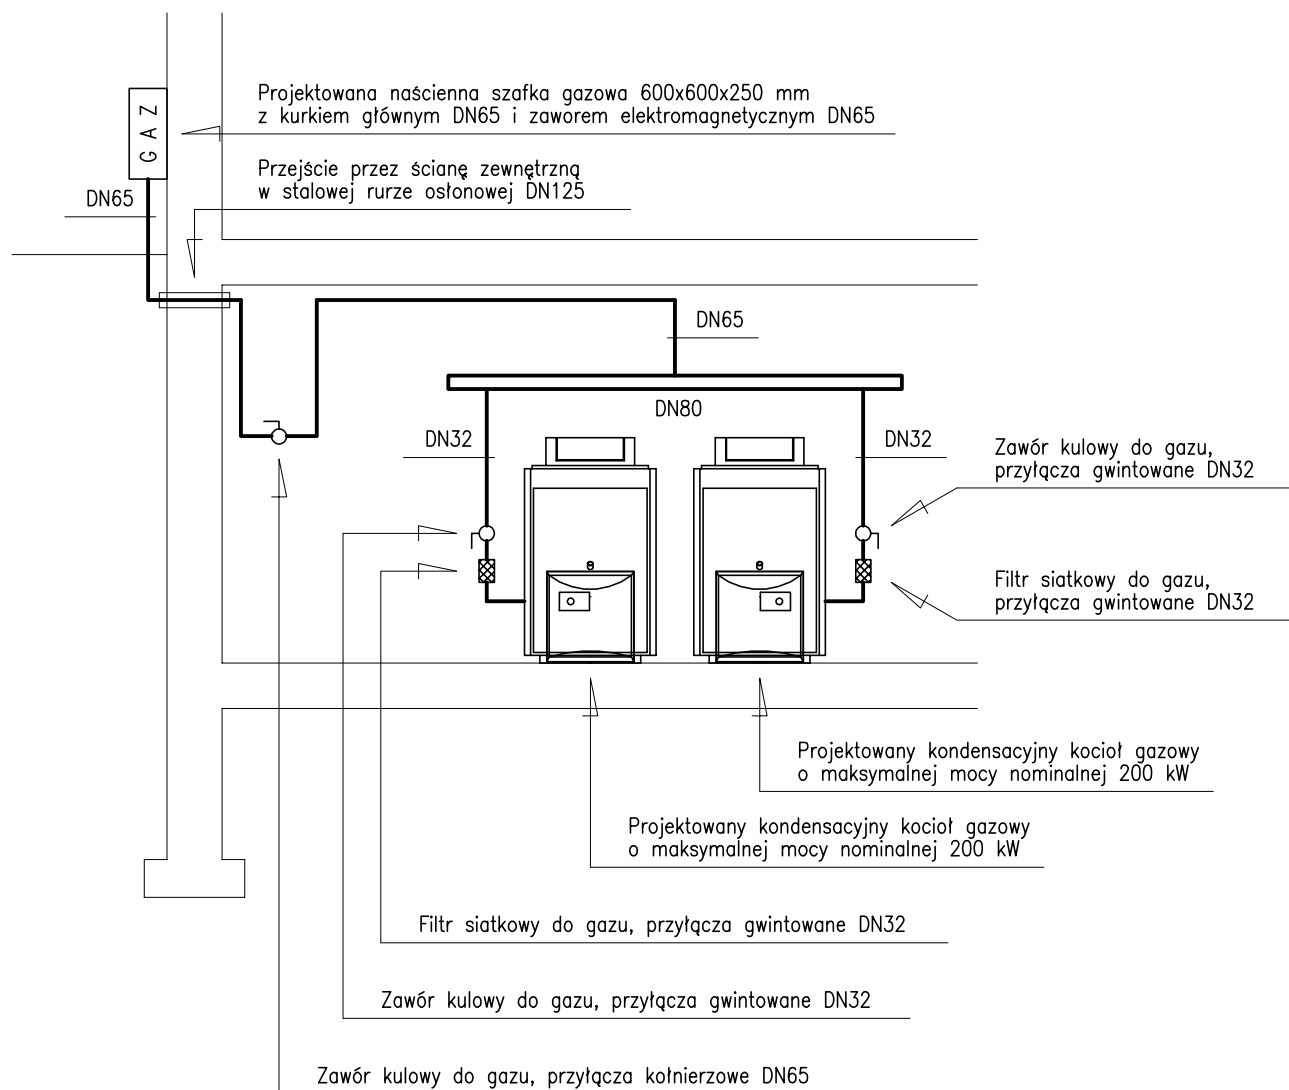 Projektowana naścienna szafka gazowa 600x600x250 mm
z kurkiem głównym DN65 i zaworem elektromagnetycznym DN65
GAZ
Przejście przez ścianę zewnętrzną
w stalowej rurze osłonowej DN125
DN65
DN65
DN80
DN32
DN32
Zawór kulowy do gazu,
przyłącza gwintowane DN32
Filtr siatkowy do gazu,
przyłącza gwintowane DN32
Projektowany kondensacyjny kocioł gazowy
o maksymalnej mocy nominalnej 200 kW
Projektowany kondensacyjny kocioł gazowy
o maksymalnej mocy nominalnej 200 kW
Filtr siatkowy do gazu, przyłącza gwintowane DN32
Zawór kulowy do gazu, przyłącza gwintowane DN32
Zawór kulowy do gazu, przyłącza kołnierzowe DN65